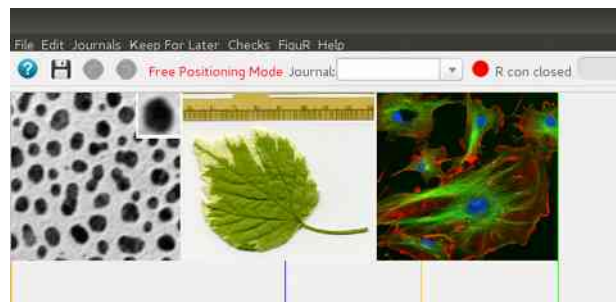 File Edit Journals Keep For Later Checks FiguR Help
Free Positioning Mode Journal: R con closed